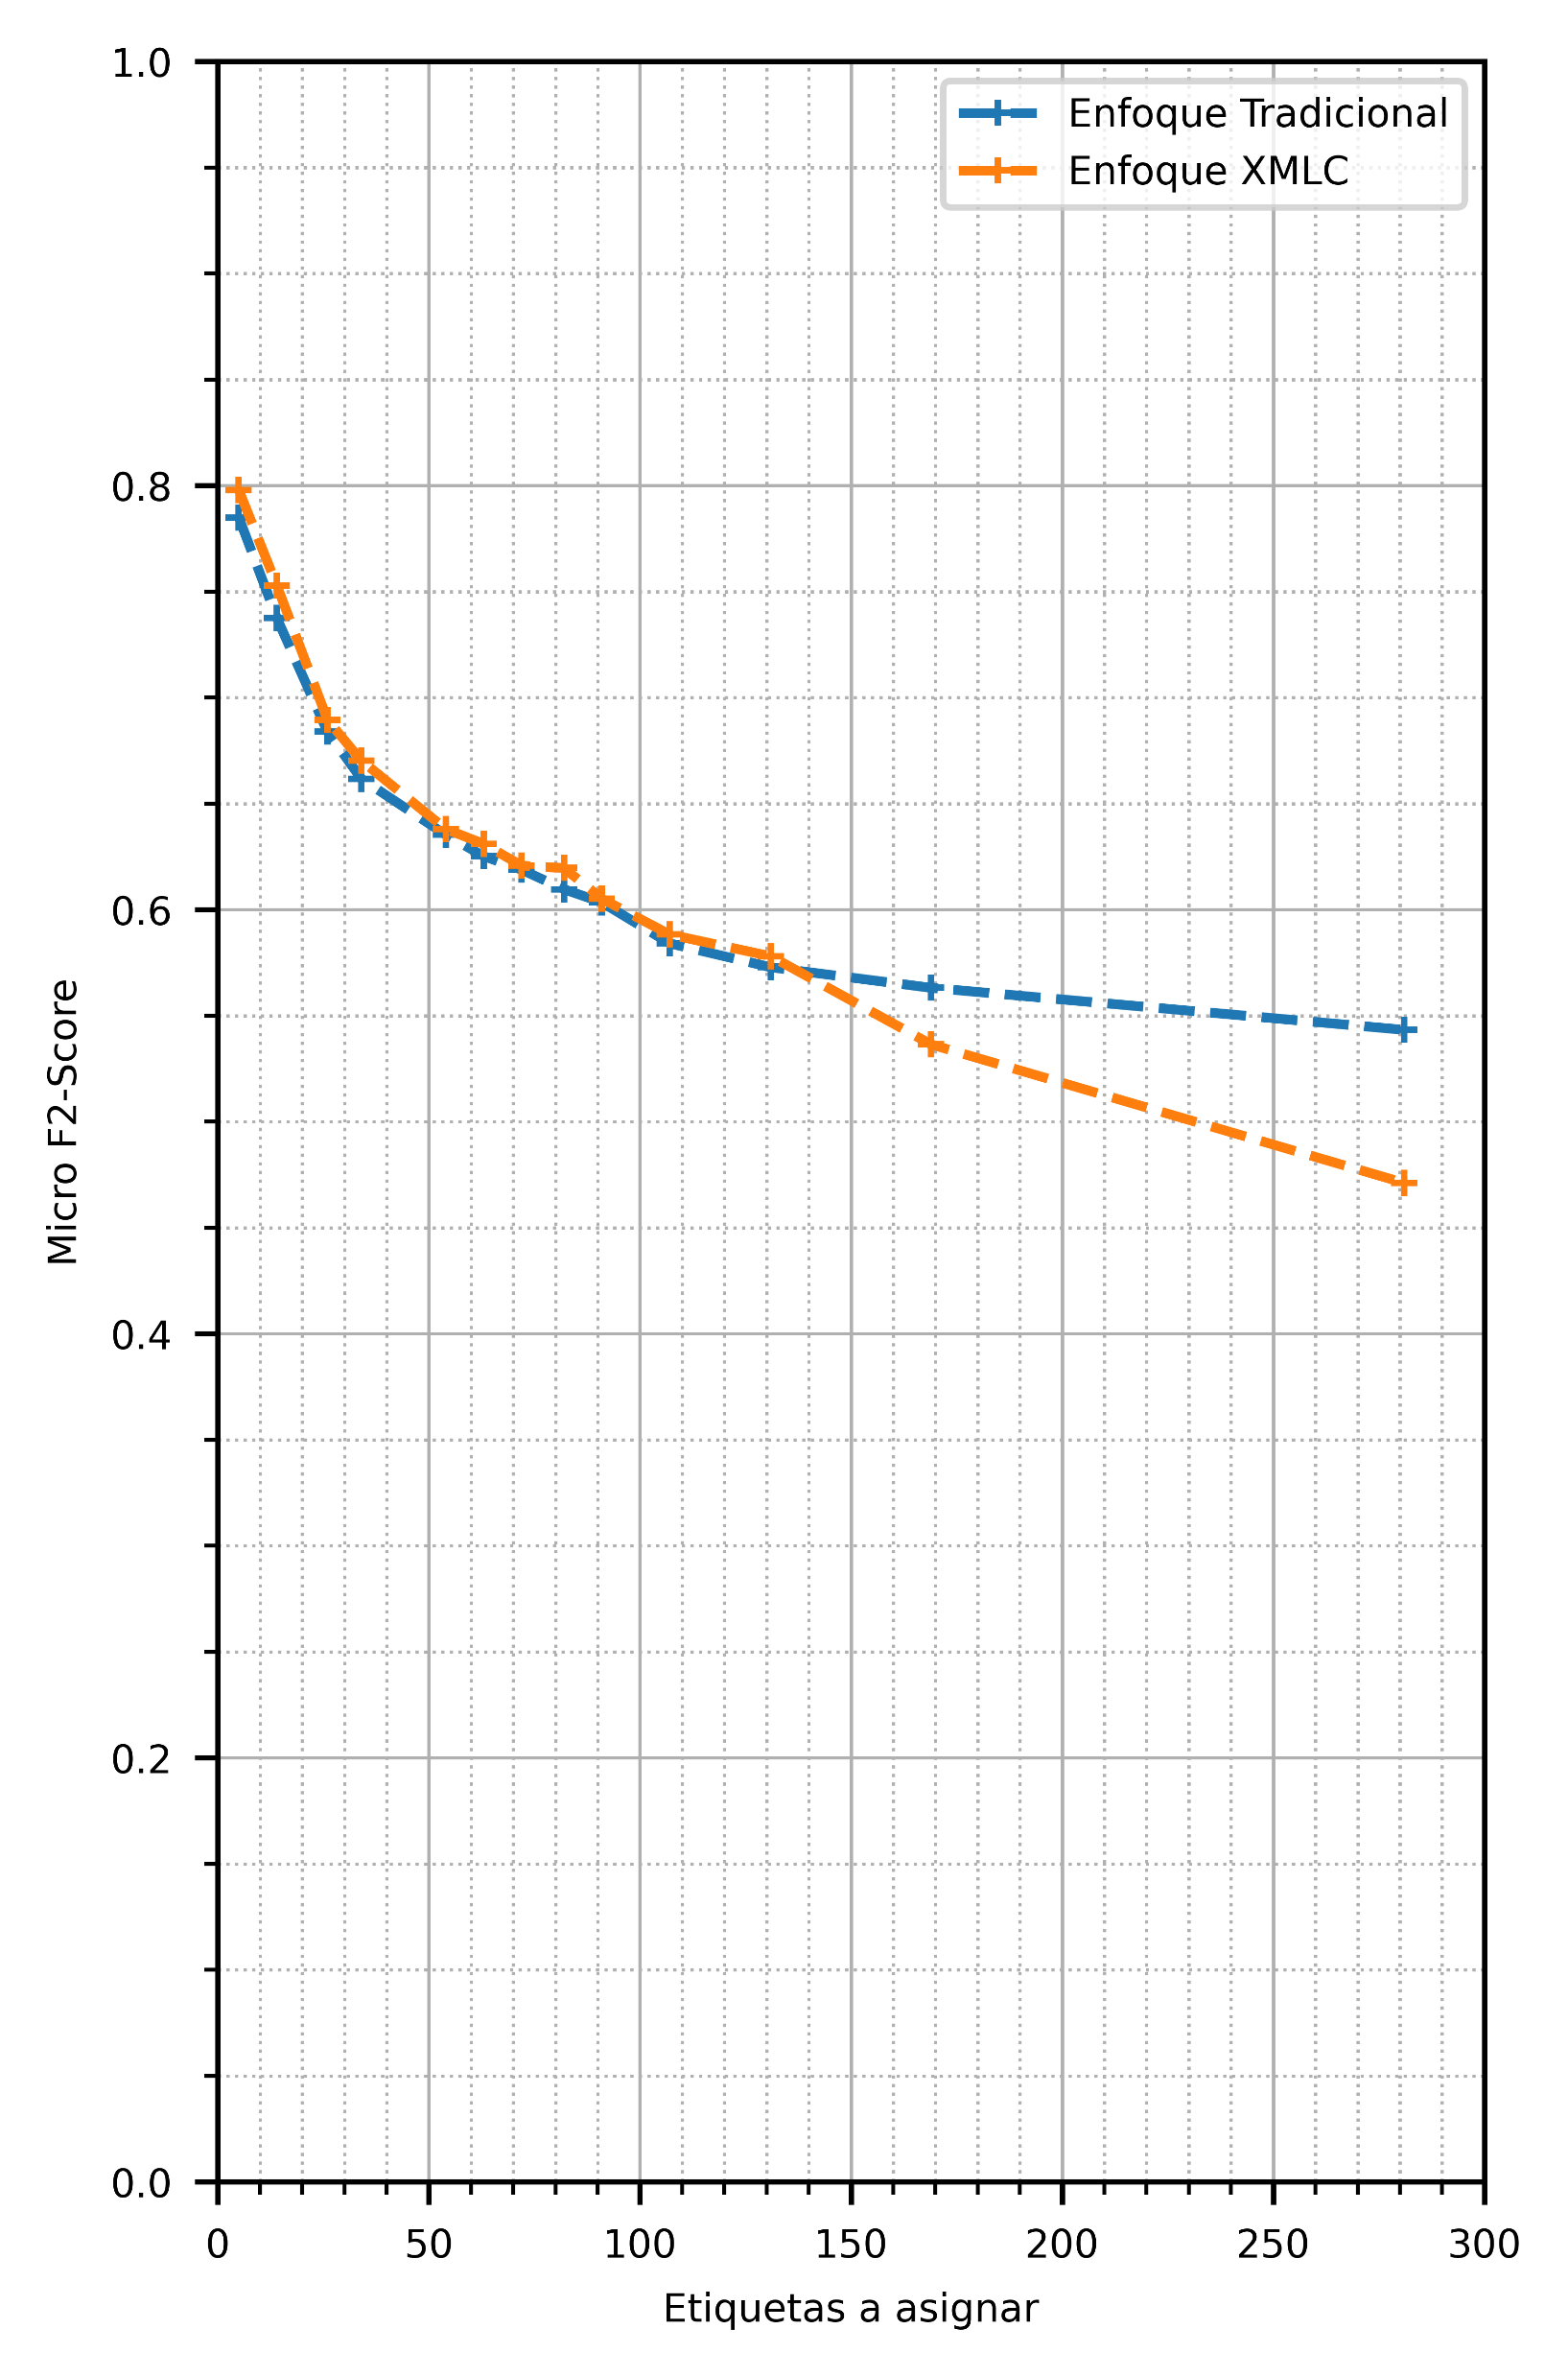 1.0
0.8
0.6
0.4
0.2
0.0
Micro F2-Score
Enfoque Tradicional
Enfoque XMLC
0 50 100 150 200 250 300
Etiquetas a asignar